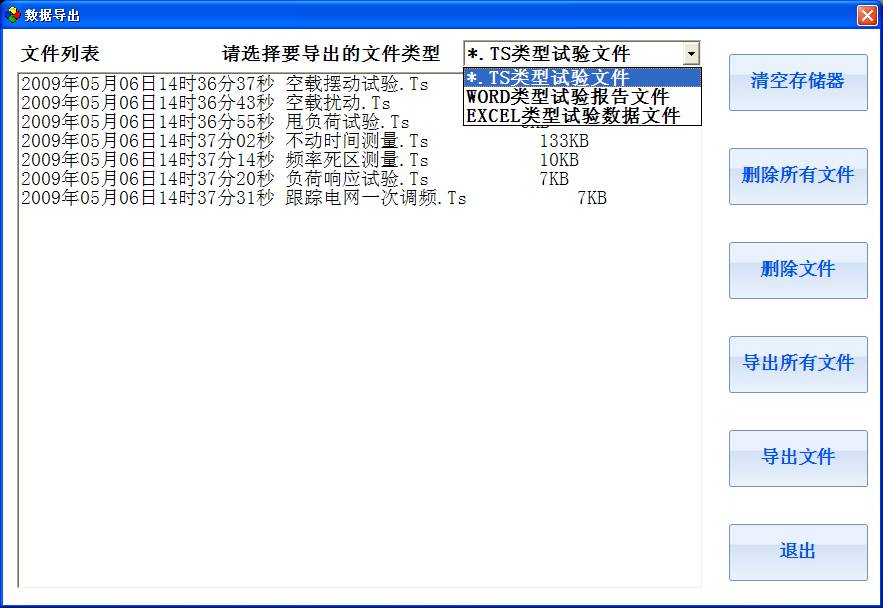 数据导出
文件列表 请选择要导出的文件类型 *.TS类型试验文件
*.TS类型试验文件
WORD类型试验报告文件
EXCEL类型试验数据文件
2009年05月06日14时36分37秒 空载摆动试验.Ts
2009年05月06日14时36分43秒 空载扰动.Ts
2009年05月06日14时36分55秒 甩负荷试验.Ts
2009年05月06日14时37分02秒 不动时间测量.Ts 133KB
2009年05月06日14时37分14秒 频率死区测量.Ts 10KB
2009年05月06日14时37分20秒 负荷响应试验.Ts 7KB
2009年05月06日14时37分31秒 跟踪电网一次调频.Ts 7KB
清空存储器
删除所有文件
删除文件
导出所有文件
导出文件
退出